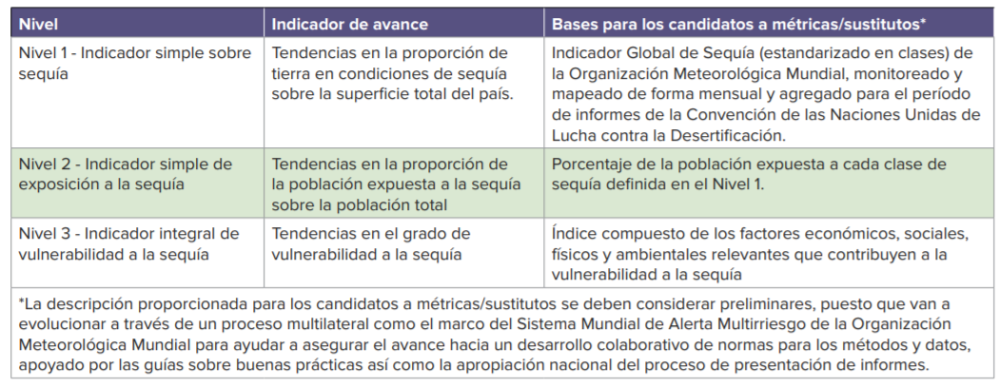 Nivel
Indicador de avance
Bases para los candidatos a métricas/sustitutos*
Nivel 1 - Indicador simple sobre
sequía
Tendencias en la proporción de
tierra en condiciones de sequía
sobre la superficie total del país.
Indicador Global de Sequía (estandarizado en clases) de
la Organización Meteorológica Mundial, monitoreado y
mapeado de forma mensual y agregado para el período
de informes de la Convención de las Naciones Unidas de
Lucha contra la Desertificación.
Nivel 2 - Indicador simple de
exposición a la sequía
Tendencias en la proporción de
la población expuesta a la sequía
sobre la población total
Porcentaje de la población expuesta a cada clase de
sequía definida en el Nivel 1.
Nivel 3 - Indicador integral de
vulnerabilidad a la sequía
Tendencias en el grado de
vulnerabilidad a la sequía
Índice compuesto de los factores económicos, sociales,
físicos y ambientales relevantes que contribuyen a la
vulnerabilidad a la sequía
*La descripción proporcionada para los candidatos a métricas/sustitutos se deben considerar preliminares, puesto que van a
evolucionar a través de un proceso multilateral como el marco del Sistema Mundial de Alerta Multirriesgo de la Organización
Meteorológica Mundial para ayudar a asegurar el avance hacia un desarrollo colaborativo de normas para los métodos y datos,
apoyado por las guías sobre buenas prácticas así como la apropiación nacional del proceso de presentación de informes.